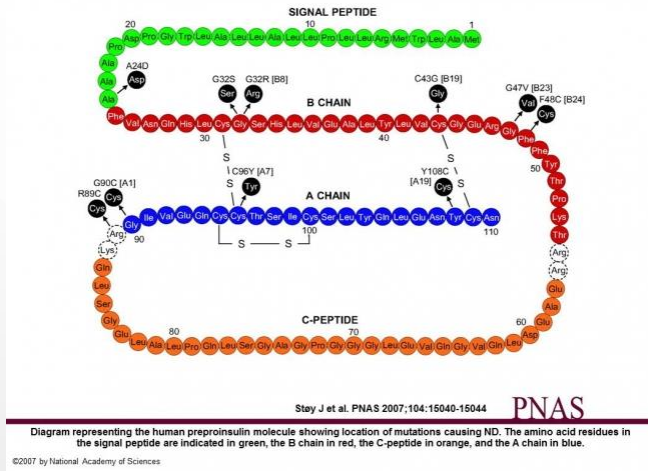 SIGNAL PEPTIDE
20 10 1
Pro Asp Pro Gly Trp Leu Ala Leu Leu Ala Leu Leu Pro Leu Leu Arg Met Trp Leu Ala Met
Ala
Ala
Ala
A24D
Asp
G32S G32R [B8] C43G [B19] G47V [B23]
F48C [B24]
Ser Arg Gly Val Cys
B CHAIN
Phe Val Asn Gln His Leu Cys Gly Ser His Leu Val Glu Ala Leu Tyr Leu Val Cys Gly Glu Arg Gly Phe Phe Tyr Thr Pro Lys Thr
30 40 50
S S
S S
C96Y [A7] Y108C
[A19]
Tyr Cys
A CHAIN
G90C [A1]
R89C
Cys Cys
Gly Ile Val Glu Gln Cys Cys Thr Ser Ile Cys Ser Leu Tyr Gln Leu Glu Asn Tyr Cys Asn
90 100 110
S S
Arg
Lys
Arg
Arg
Gln Leu Ser Gly Glu Leu Ala Leu Pro Gln Leu Ser Gly Ala Gly Pro Gly Gly Gly Leu Glu Val Gln Gly Val Gln Leu Asp Glu Ala Glu
C-PEPTIDE
80 70 60
Støy J et al. PNAS 2007;104:15040-15044
PNAS
Diagram representing the human preproinsulin molecule showing location of mutations causing ND. The amino acid residues in
the signal peptide are indicated in green, the B chain in red, the C-peptide in orange, and the A chain in blue.
©2007 by National Academy of Sciences